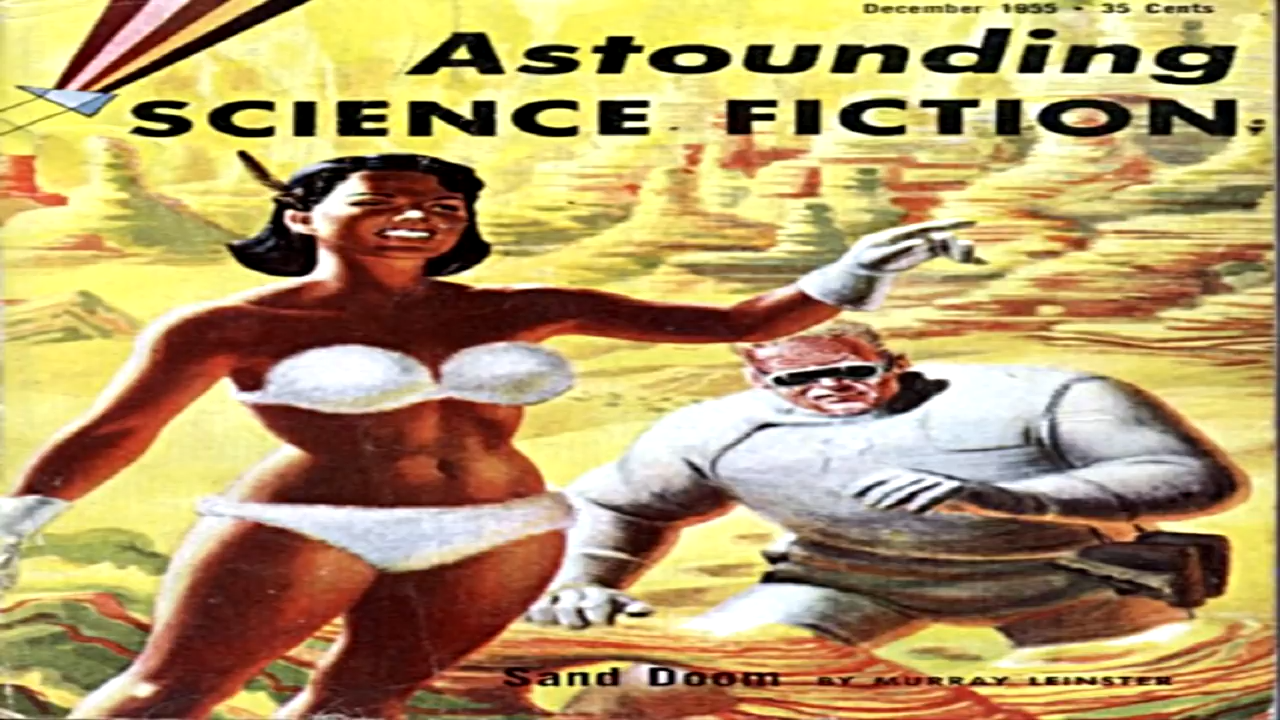 December 1955 • 35 Cents
Astounding
SCIENCE FICTION
Sand Doom BY MURRAY LEINSTER